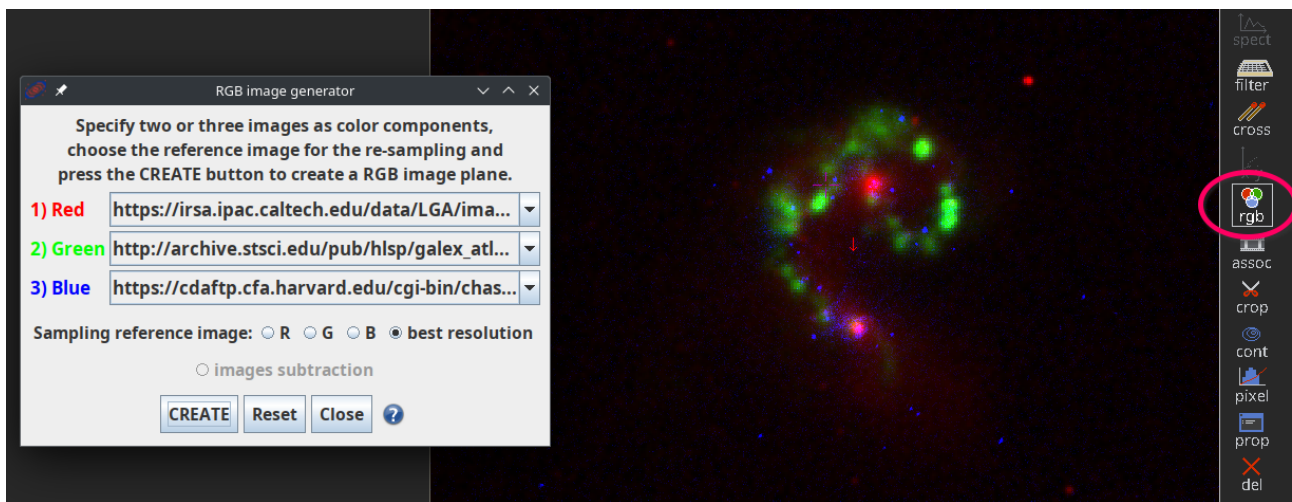 RGB image generator
Specify two or three images as color components,
choose the reference image for the re-sampling and
press the CREATE button to create a RGB image plane.
1) Red https://irsa.ipac.caltech.edu/data/LGA/ima...
2) Green http://archive.stsci.edu/pub/hlsp/galex_atl...
3) Blue https://cdaftp.cfa.harvard.edu/cgi-bin/chas...
Sampling reference image: R G B best resolution
images subtraction
CREATE Reset Close ?
spect
filter
cross
rgb
assoc
crop
cont
pixel
prop
del